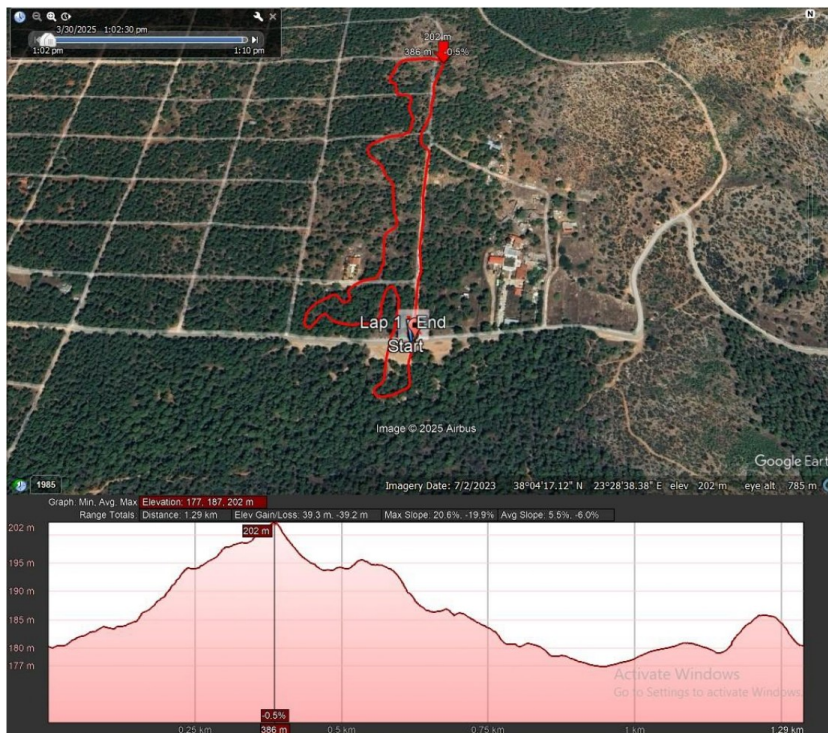 3/30/2025 1:02:30 pm
1:02 pm
1:10 pm
N
202 m
386 m -0.5%
Lap 1 End
Start
Image © 2025 Airbus
Google Eart
1985
Imagery Date: 7/2/2023 38°04'17.12" N 23°28'38.38" E elev 202 m eye alt 785 m
Graph: Min, Avg, Max Elevation: 177, 187, 202 m
Range Totals: Distance: 1.29 km Elev Gain/Loss: 39.3 m, -39.2 m Max Slope: 20.6%, -19.9% Avg Slope: 5.5%, -6.0%
202 m
202 m
195 m
185 m
180 m
177 m
Activate Windows
Go to Settings to activate Windows.
-0.5%
0.25 km 386 m 0.5 km 0.75 km 1 km 1.29 km